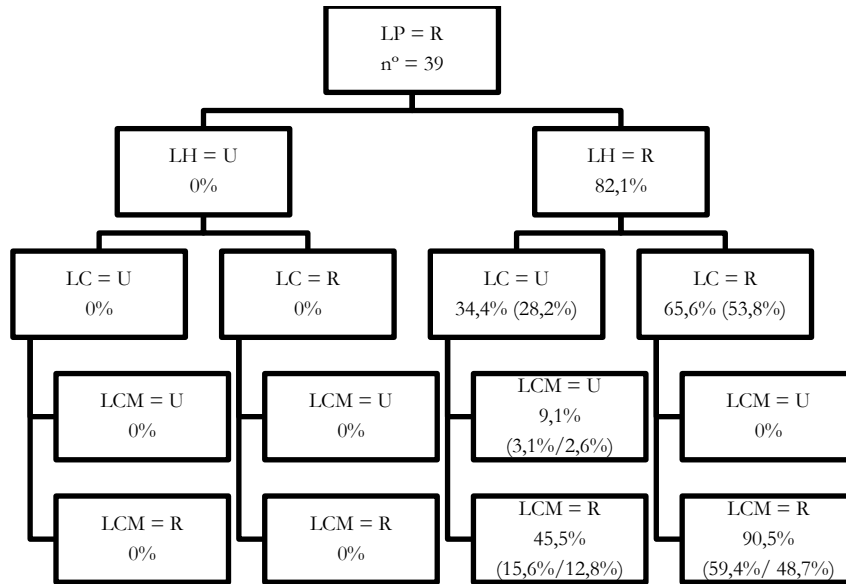 LP = R
nº = 39
LH = U
0%
LH = R
82,1%
LC = U
0%
LC = R
0%
LC = U
34,4% (28,2%)
LC = R
65,6% (53,8%)
LCM = U
0%
LCM = U
0%
LCM = U
9,1%
(3,1%/2,6%)
LCM = U
0%
LCM = R
0%
LCM = R
0%
LCM = R
45,5%
(15,6%/12,8%)
LCM = R
90,5%
(59,4%/ 48,7%)